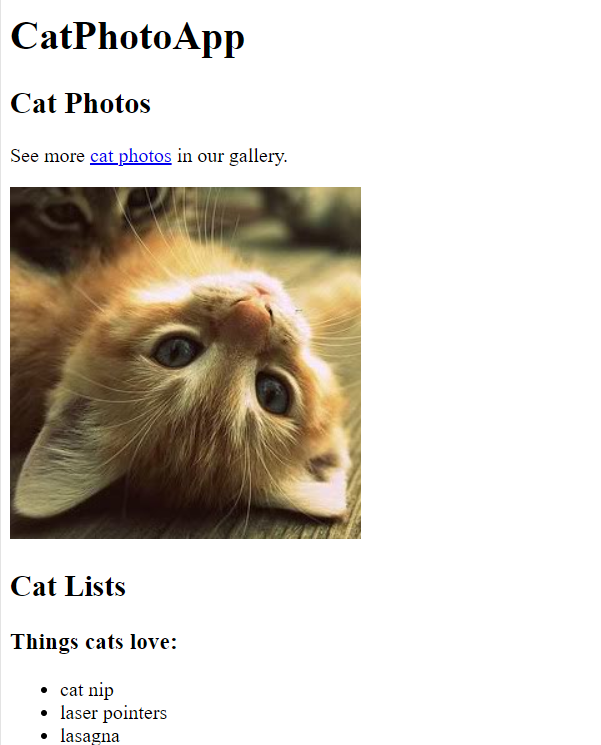 CatPhotoApp
Cat Photos
See more cat photos in our gallery.
Cat Lists
Things cats love:
cat nip
laser pointers
lasagna